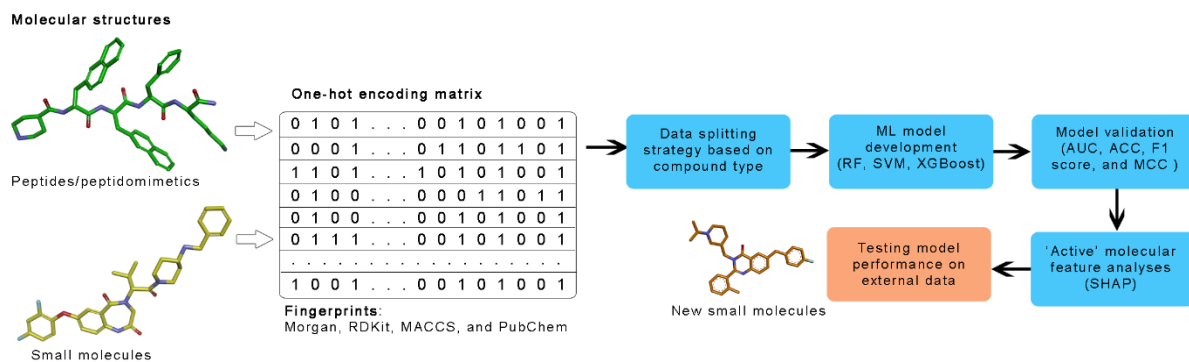 Molecular structures
Peptides/peptidomimetics
Small molecules
One-hot encoding matrix
0 1 0 1 . . . 0 0 1 0 1 0 0 1
0 0 0 1 . . . 0 1 1 0 1 1 0 1
1 1 0 1 . . . 1 0 1 0 1 0 0 1
0 1 0 0 . . . 0 0 0 1 1 0 1 1
0 1 0 0 . . . 0 0 1 0 1 0 0 1
0 1 1 1 . . . 0 0 1 0 1 0 0 1
. . . . . . . . . . . . . . .
1 0 0 1 . . . 0 0 1 0 1 0 0 1
Fingerprints:
Morgan, RDKit, MACCS, and PubChem
Data splitting
strategy based on
compound type
ML model
development
(RF, SVM, XGBoost)
Model validation
(AUC, ACC, F1
score, and MCC )
'Active' molecular
feature analyses
(SHAP)
Testing model
performance on
external data
New small molecules